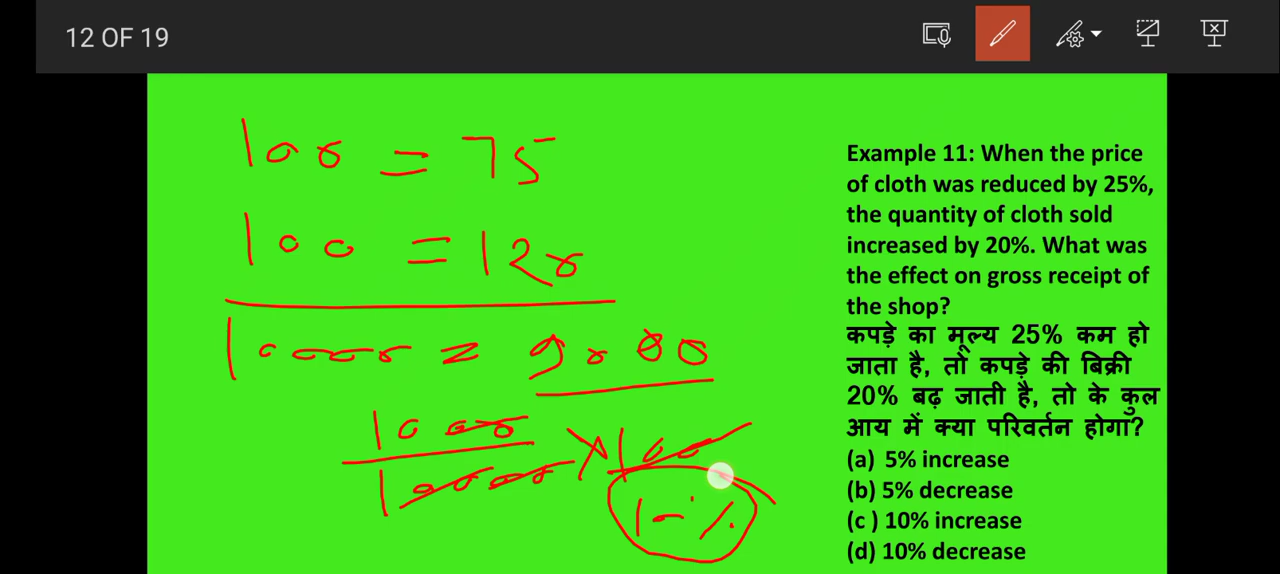 12 OF 19
100 = 75
100 = 120
10000 = 9000
1000
10000 × 100
10%
Example 11: When the price
of cloth was reduced by 25%,
the quantity of cloth sold
increased by 20%. What was
the effect on gross receipt of
the shop?
कपड़े का मूल्य 25% कम हो
जाता है, तो कपड़े की बिक्री
20% बढ़ जाती है, तो के कुल
आय में क्या परिवर्तन होगा?
(a) 5% increase
(b) 5% decrease
(c ) 10% increase
(d) 10% decrease